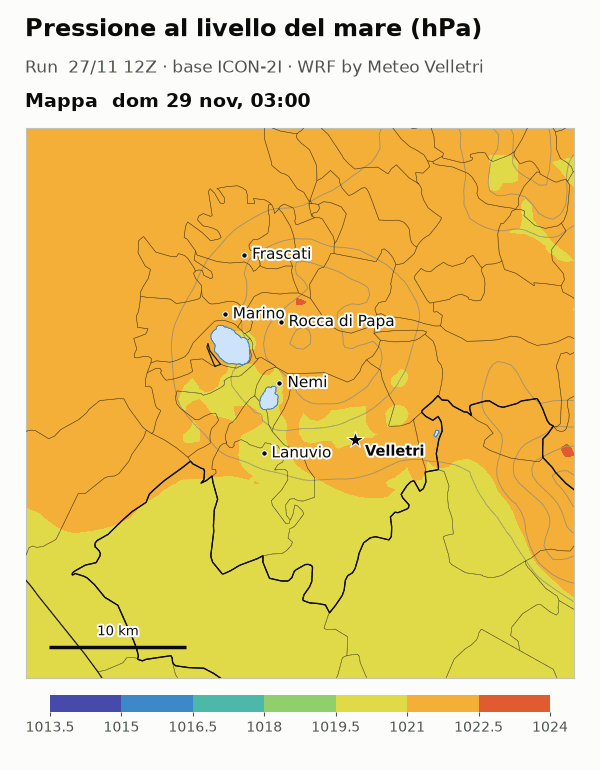 Pressione al livello del mare (hPa)
Run  27/11 12Z · base ICON-2I · WRF by Meteo Velletri
Mappa  dom 29 nov, 03:00
Frascati
Marino
Rocca di Papa
Nemi
Velletri
Lanuvio
10 km
1013.5 1015 1016.5 1018 1019.5 1021 1022.5 1024